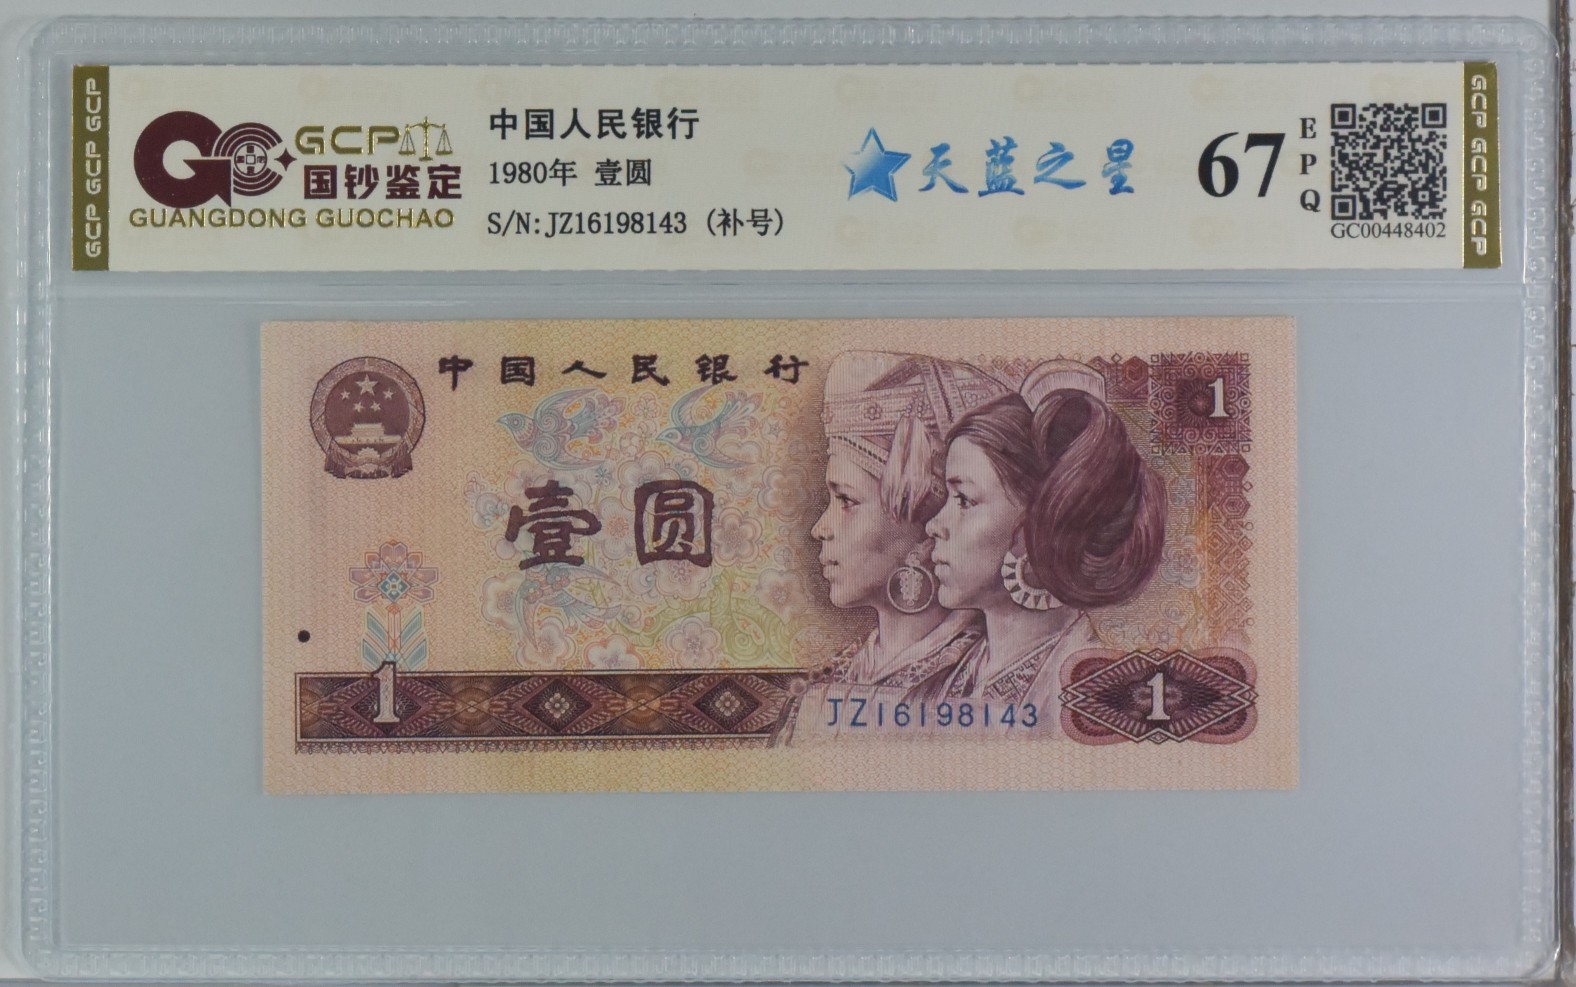 GCP GCP GCP
GCP
国钞鉴定
GUANGDONG GUOCHAO
中国人民银行
1980年 壹圆
S/N:JZ16198143 (补号)
天蓝之星
67
EPQ
GC00448402
GCP GCP GCP
中国人民银行
1
壹圆
1
JZ16198143
1